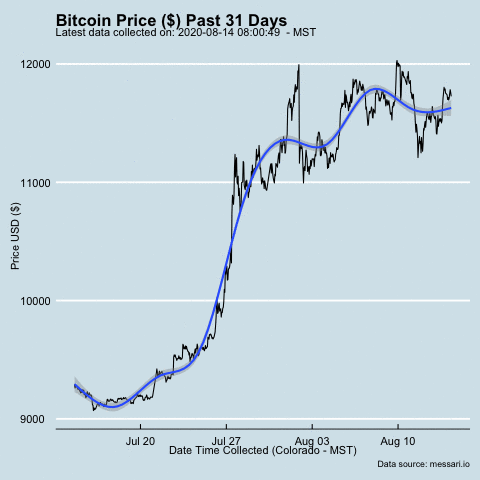 Bitcoin Price ($) Past 31 Days
Latest data collected on: 2020-08-14 08:00:49 - MST
12000
11000
10000
9000
Price USD ($)
Jul 20 Jul 27 Aug 03 Aug 10
Date Time Collected (Colorado - MST)
Data source: messari.io